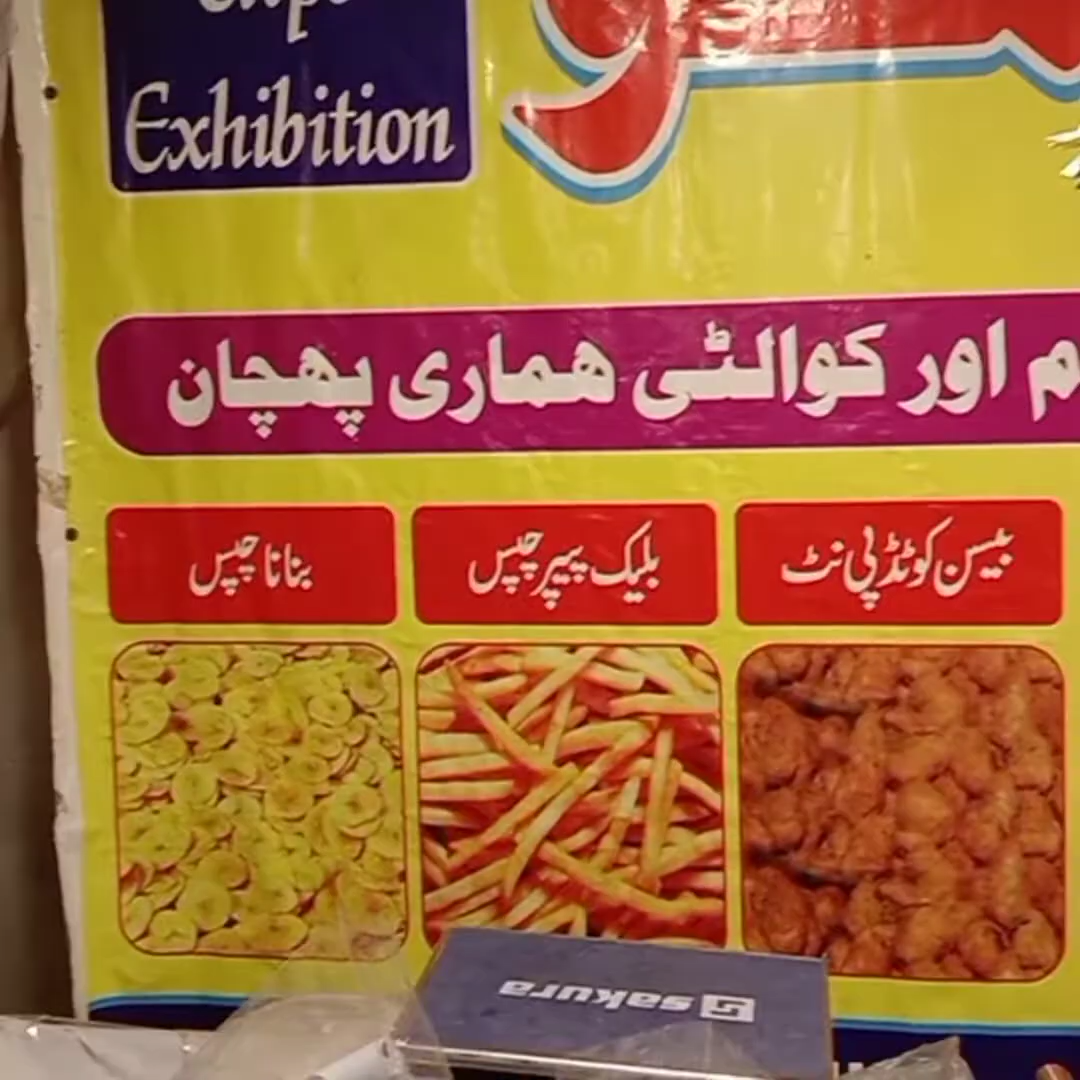 Exhibition
اور کوالٹی ہماری پہچان
بیسن کوٹڈ پی نٹ
بلیک پیپر چپس
بنانا چپس
sakura